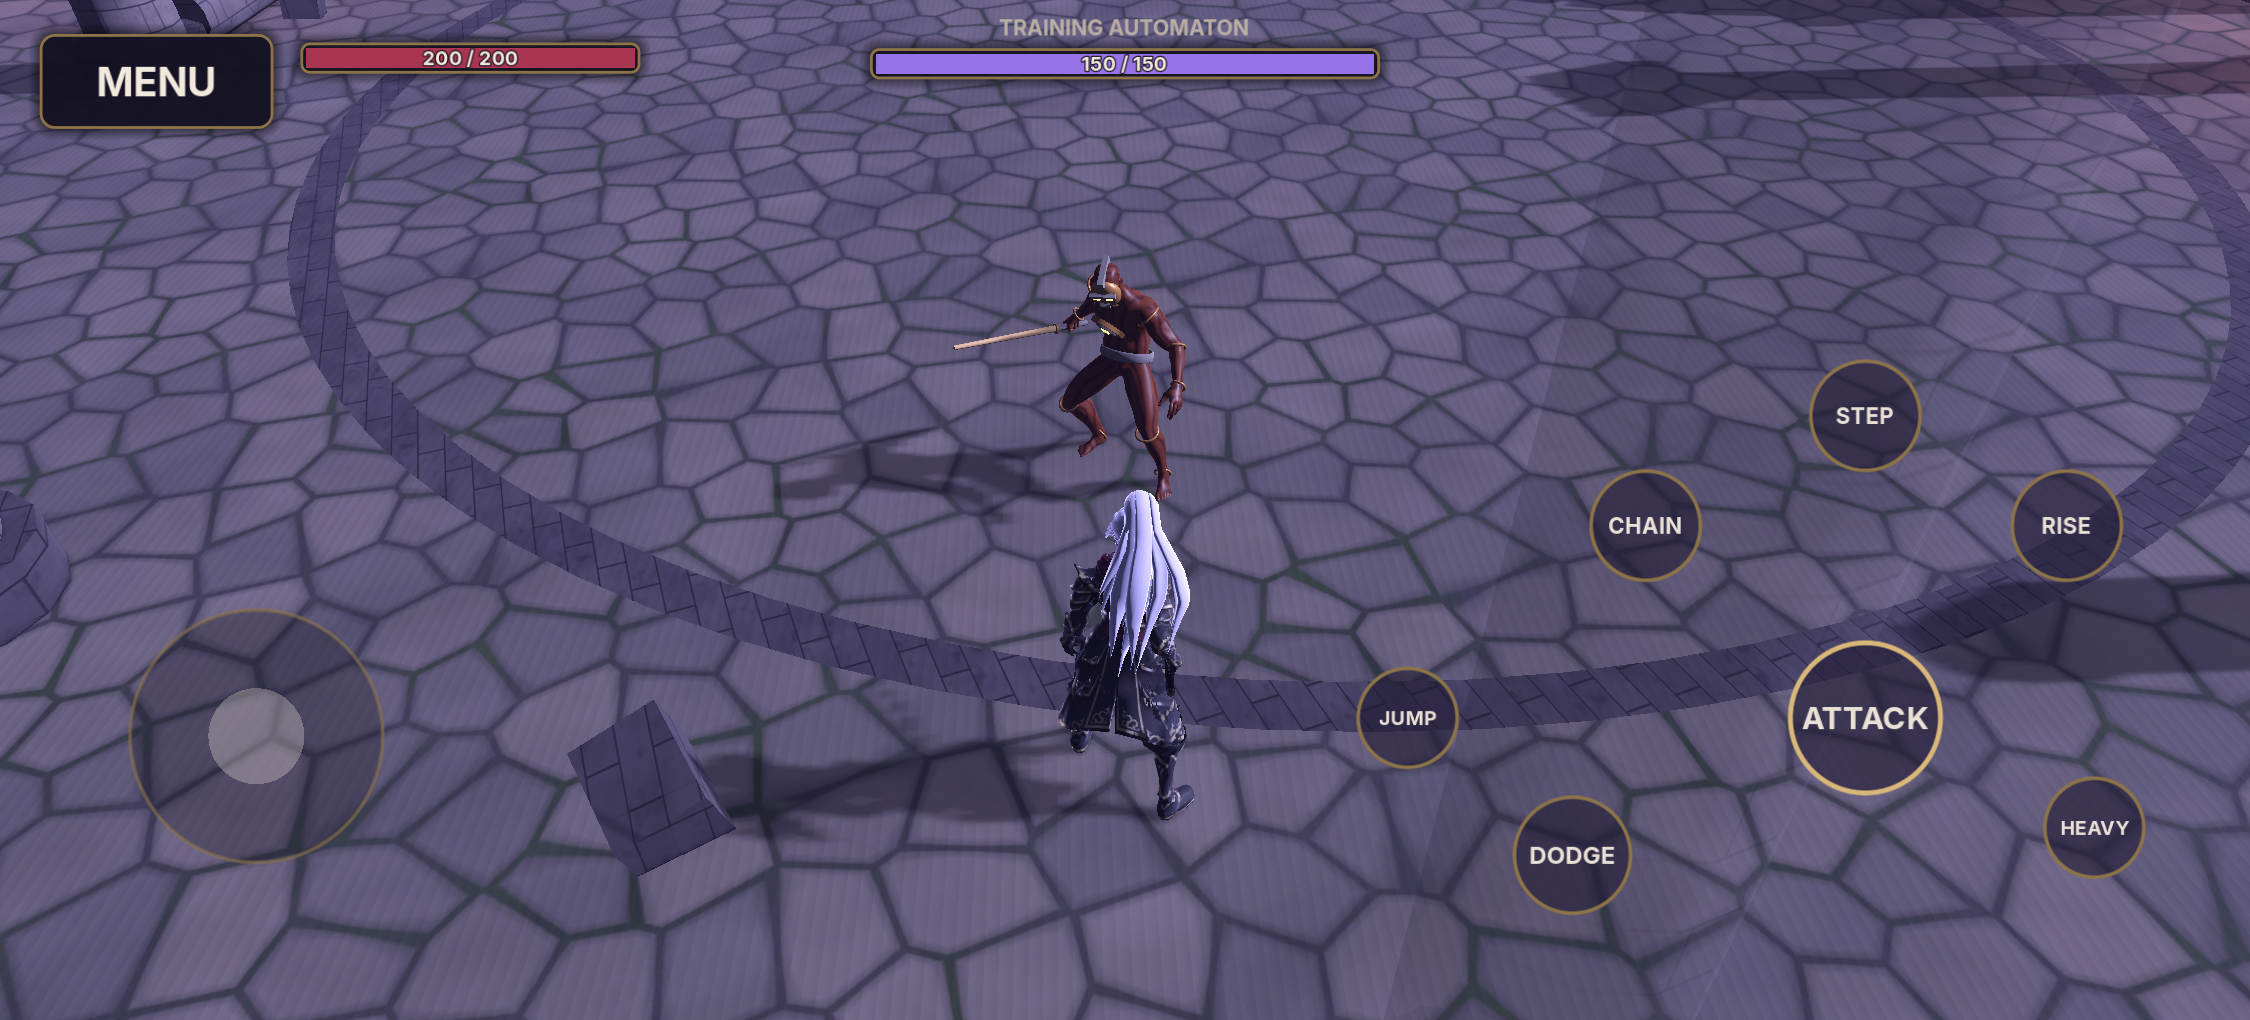 TRAINING AUTOMATON
MENU
200 / 200
150 / 150
STEP
CHAIN
RISE
JUMP
ATTACK
HEAVY
DODGE